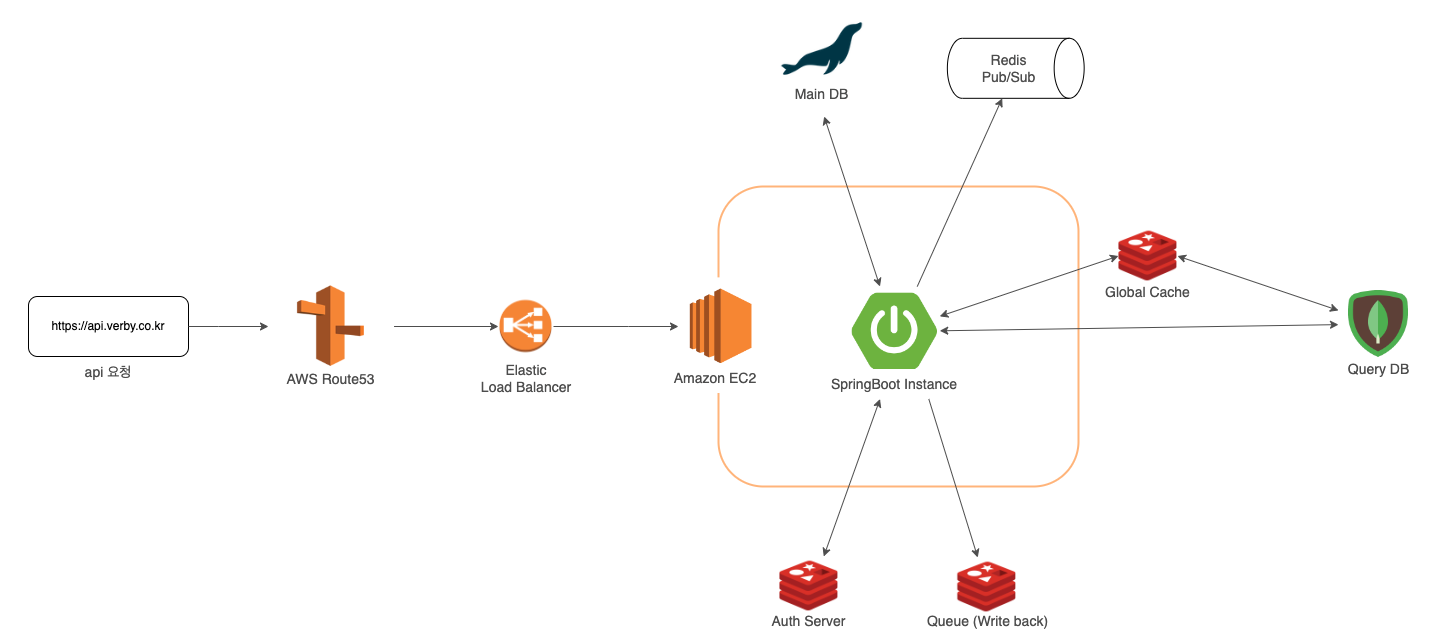 Main DB
Redis
Pub/Sub
https://api.verby.co.kr
api 요청
AWS Route53
Elastic
Load Balancer
Amazon EC2
SpringBoot Instance
Global Cache
Query DB
Auth Server
Queue (Write back)